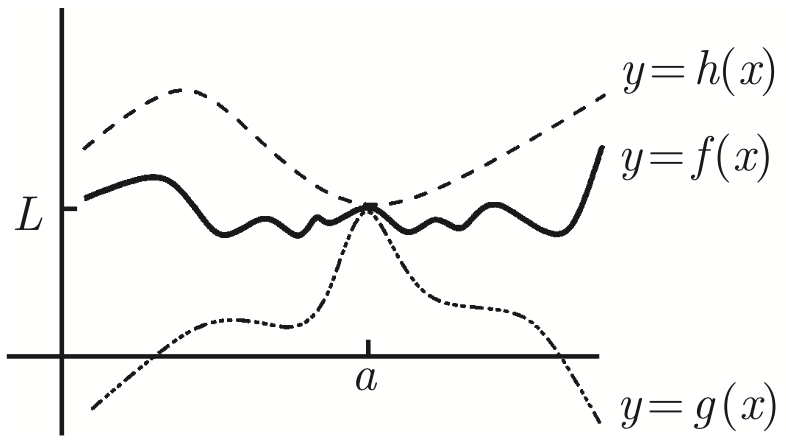 y=h(x)
y=f(x)
L
a
y=g(x)